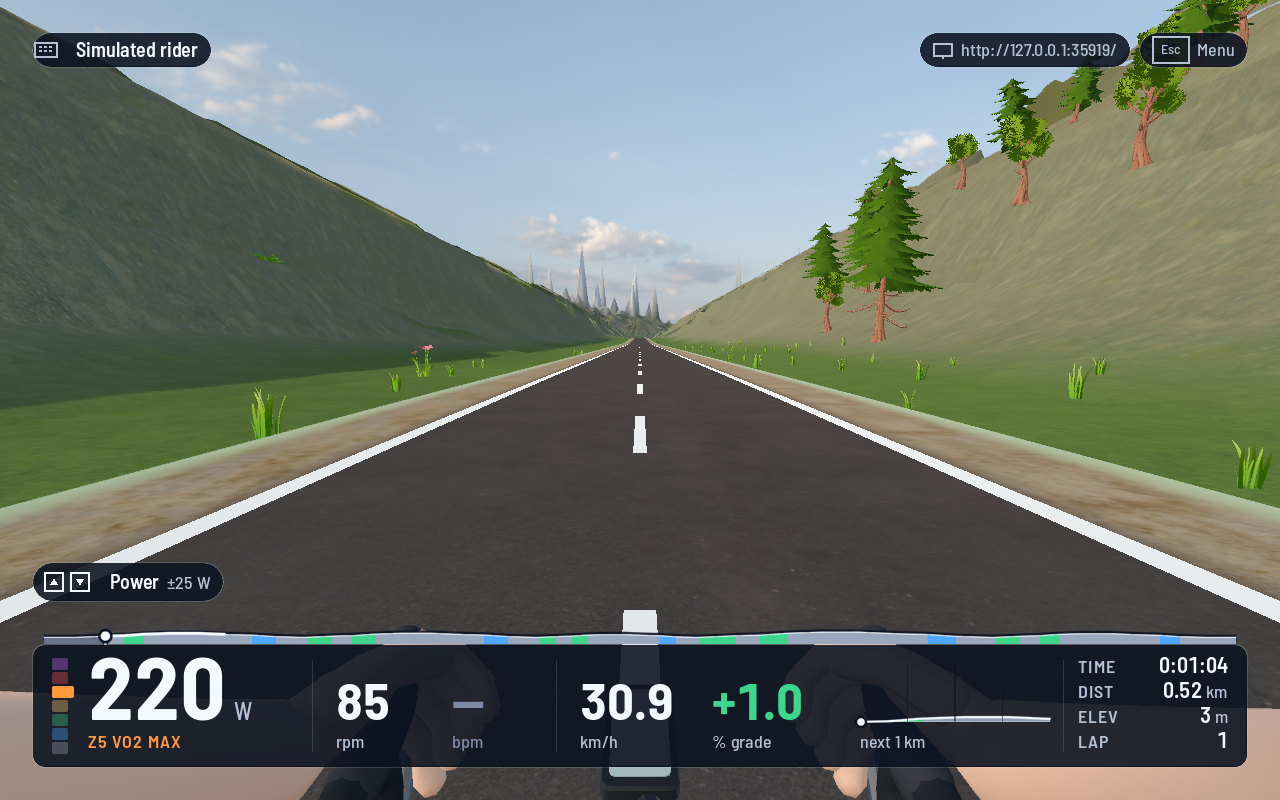 Simulated rider
http://127.0.0.1:35919/
Esc Menu
Power ±25 W
220 W
Z5 VO2 MAX
85
rpm
—
bpm
30.9
km/h
+1.0
% grade
next 1 km
TIME 0:01:04
DIST 0.52 km
ELEV 3 m
LAP 1